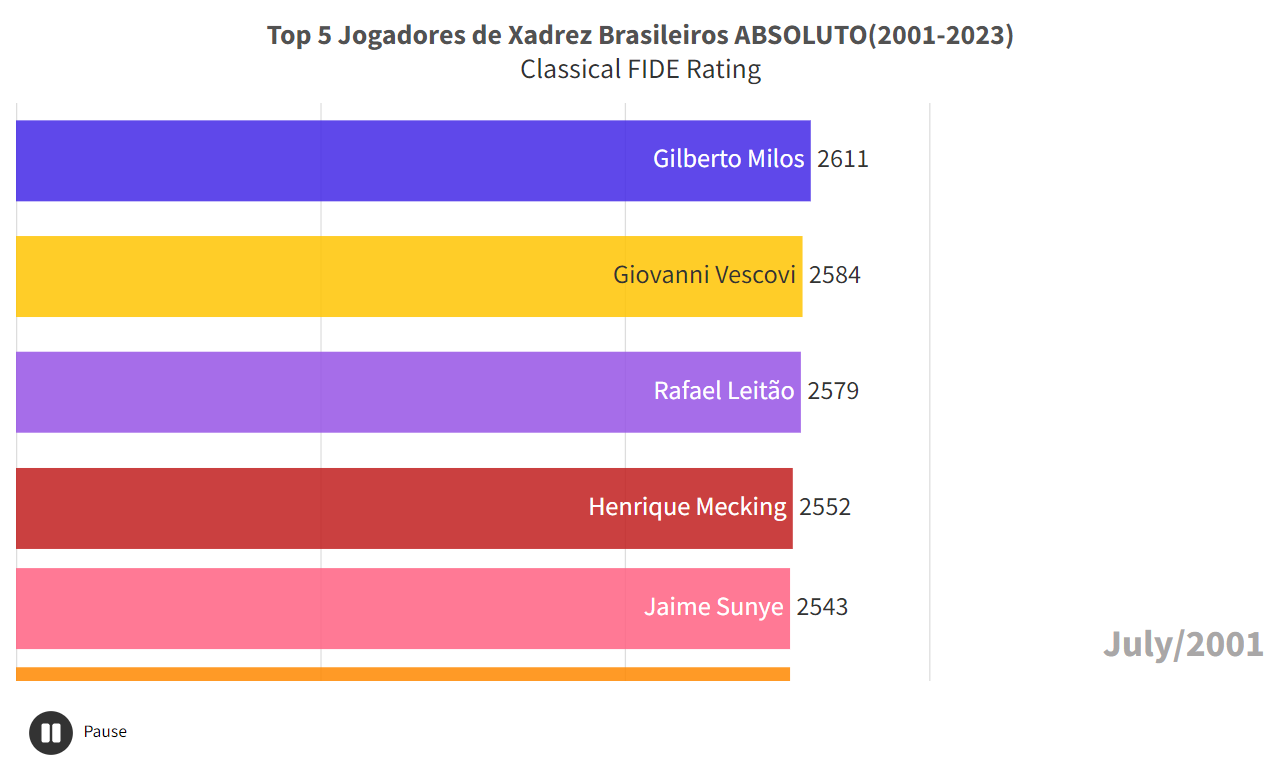 Top 5 Jogadores de Xadrez Brasileiros ABSOLUTO(2001-2023)
Classical FIDE Rating
Gilberto Milos 2611
Giovanni Vescovi 2584
Rafael Leitão 2579
Henrique Mecking 2552
Jaime Sunye 2543
July/2001
Pause